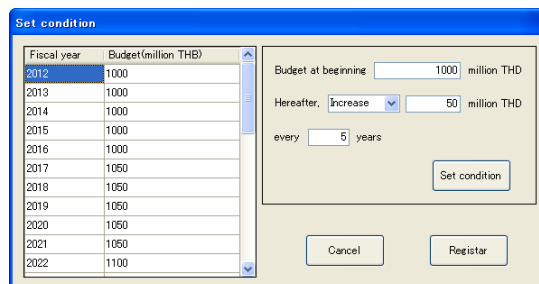 Set condition
Fiscal year Budget(million THB)
2012 1000
2013 1000
2014 1000
2015 1000
2016 1000
2017 1050
2018 1050
2019 1050
2020 1050
2021 1050
2022 1100
Budget at beginning 1000 million THD
Hereafter, Increase 50 million THD
every 5 years
Set condition
Cancel Registar